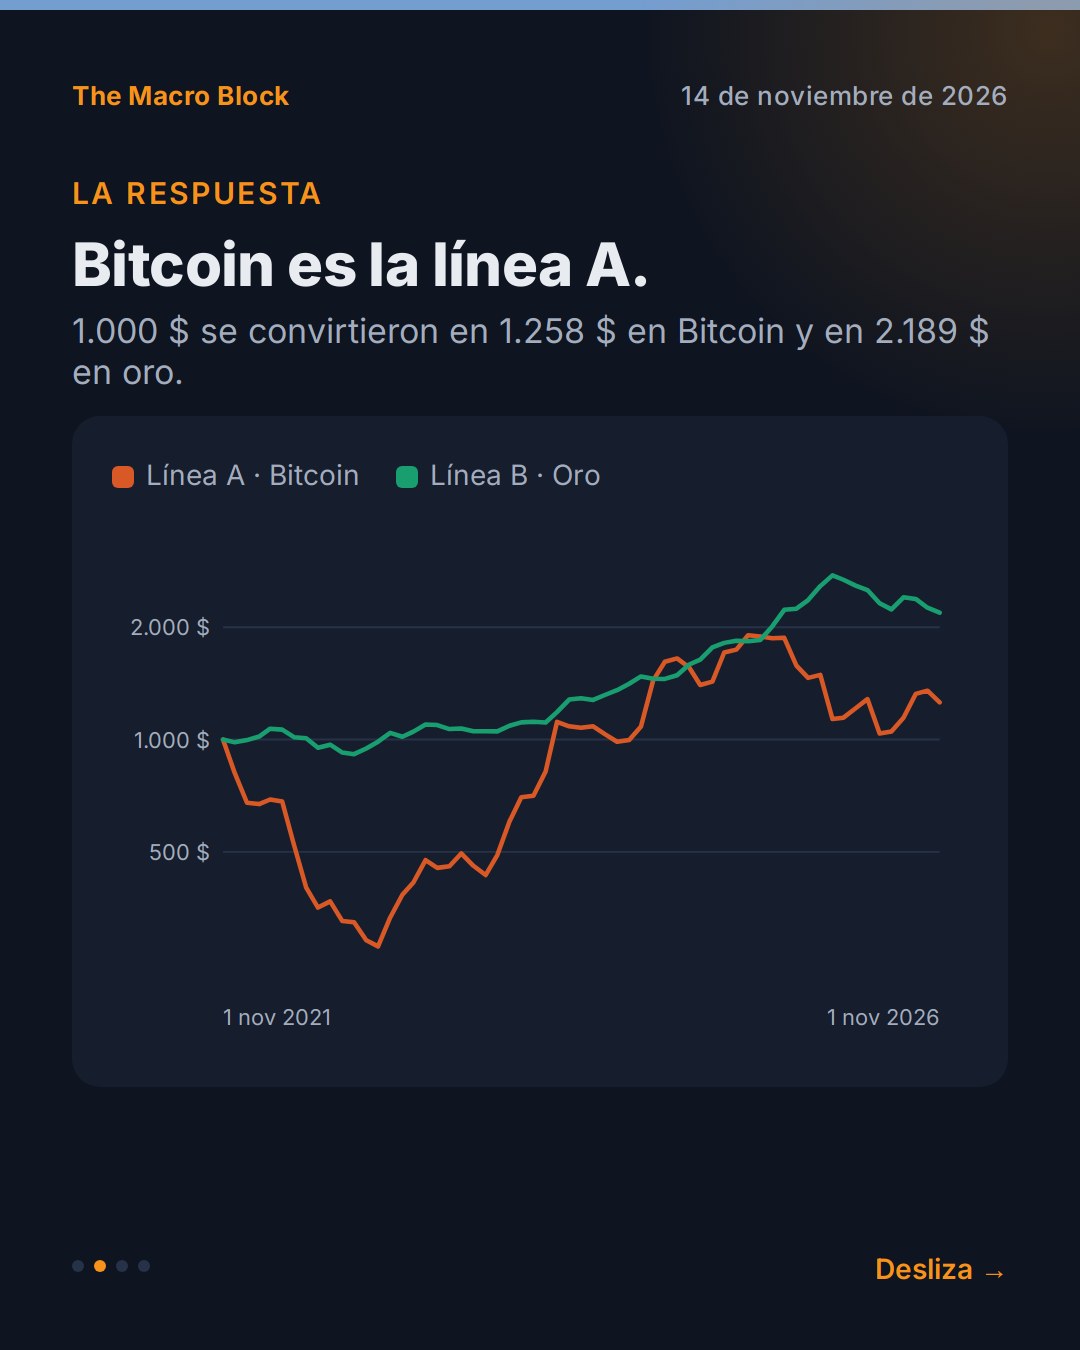 The Macro Block
14 de noviembre de 2026
LA RESPUESTA
Bitcoin es la línea A.
1.000 $ se convirtieron en 1.258 $ en Bitcoin y en 2.189 $
en oro.
Línea A · Bitcoin
Línea B · Oro
2.000 $
1.000 $
500 $
1 nov 2021
1 nov 2026
Desliza →